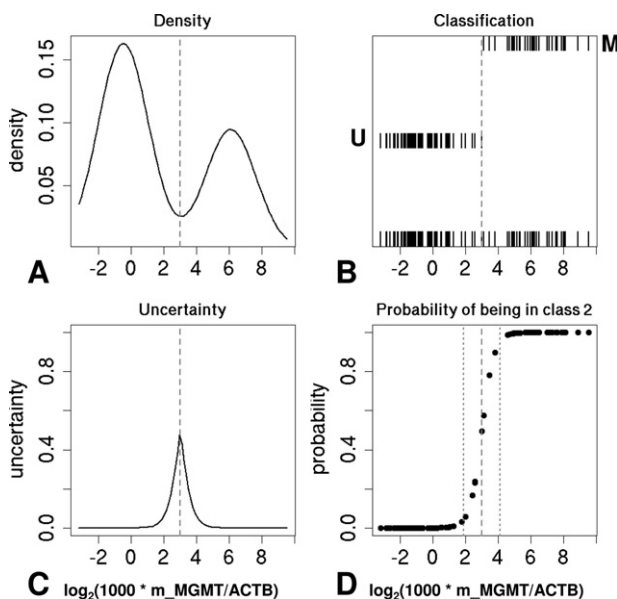 Density
0.05 0.10 0.15
density
-2 0 2 4 6 8
A
Classification
M
U
-2 0 2 4 6 8
B
Uncertainty
0.0 0.4 0.8
uncertainty
-2 0 2 4 6 8
C
log₂(1000 * m_MGMT/ACTB)
Probability of being in class 2
0.0 0.4 0.8
probability
-2 0 2 4 6 8
D
log₂(1000 * m_MGMT/ACTB)